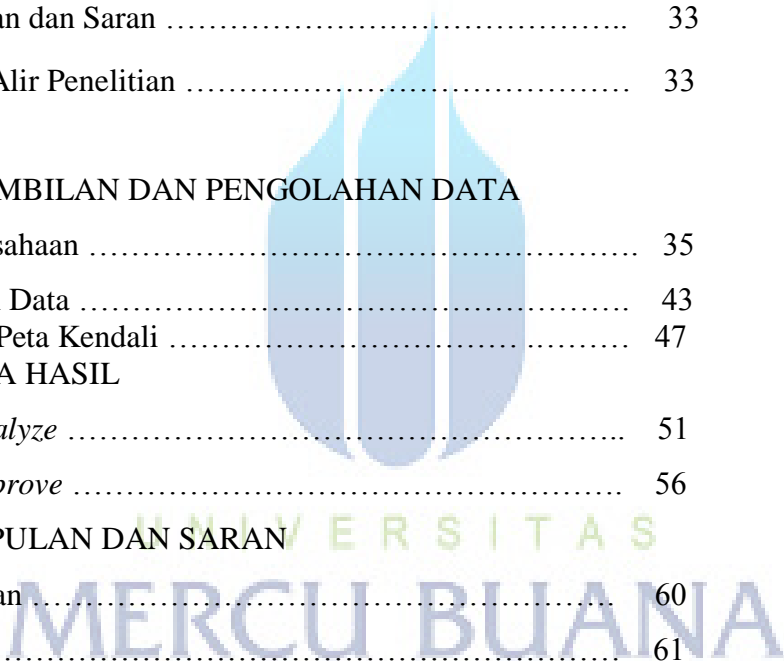 an dan Saran ………………………………….. 33
Alir Penelitian ………………………………… 33
MBILAN DAN PENGOLAHAN DATA
sahaan …………………………………………. 35
Data ……………………………………………. 43
Peta Kendali …………………………………… 47
A HASIL
alyze ………………………………………….. 51
prove …………………………………………. 56
PULAN DAN SARAN
UNIVERSITAS
an ……………………………………………. 60
MERCU BUANA
……………………………………………… 61